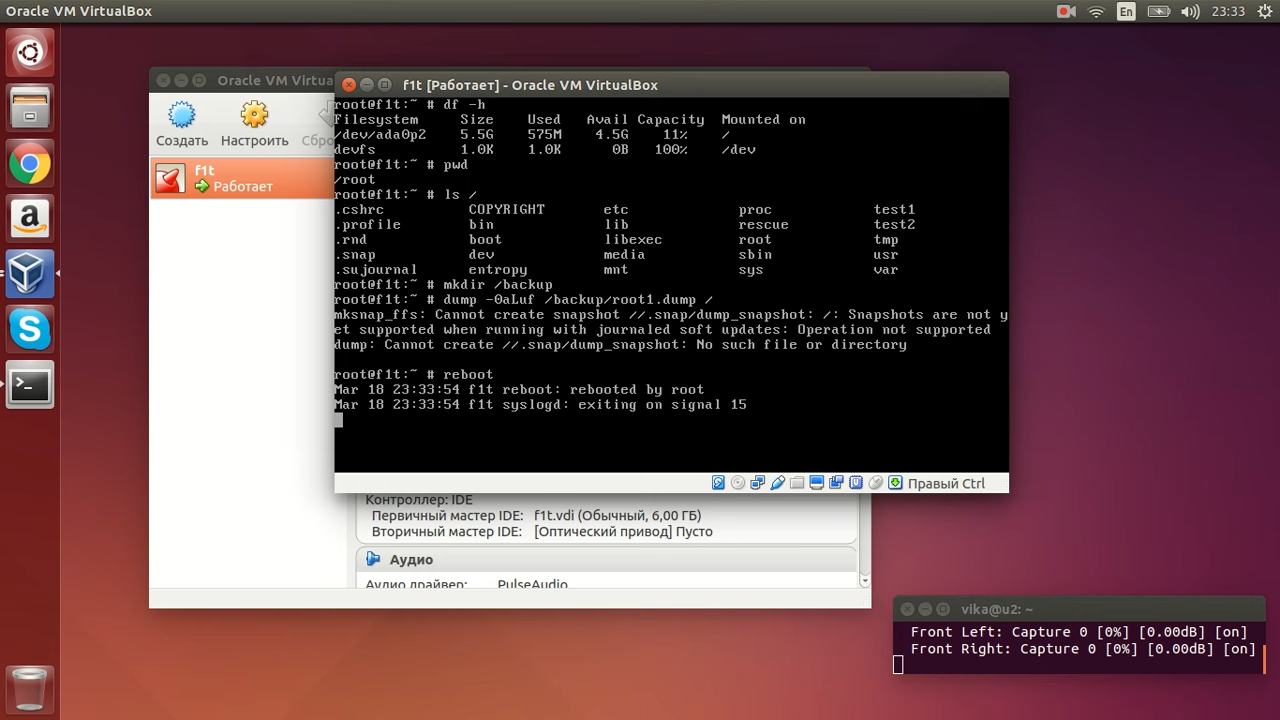 Oracle VM VirtualBox
En
23:33
Oracle VM VirtualBox
Создать
Настроить
Сбро
f1t
Работает
f1t [Работает] - Oracle VM VirtualBox
root@f1t:~ # df -h
Filesystem Size Used Avail Capacity Mounted on
/dev/ada0p2 5.5G 575M 4.5G 11% /
devfs 1.0K 1.0K 0B 100% /dev
root@f1t:~ # pwd
/root
root@f1t:~ # ls /
.cshrc COPYRIGHT etc proc test1
.profile bin lib rescue test2
.rnd boot libexec root tmp
.snap dev media sbin usr
.sujournal entropy mnt sys var
root@f1t:~ # mkdir /backup
root@f1t:~ # dump -0aLuf /backup/root1.dump /
mksnap_ffs: Cannot create snapshot //.snap/dump_snapshot: /: Snapshots are not y
et supported when running with journaled soft updates: Operation not supported
dump: Cannot create //.snap/dump_snapshot: No such file or directory
root@f1t:~ # reboot
Mar 18 23:33:54 f1t reboot: rebooted by root
Mar 18 23:33:54 f1t syslogd: exiting on signal 15
Правый Ctrl
Контроллер: IDE
Первичный мастер IDE: f1t.vdi (Обычный, 6,00 ГБ)
Вторичный мастер IDE: [Оптический привод] Пусто
Аудио
Аудио драйвер: PulseAudio
vika@u2: ~
Front Left: Capture 0 [0%] [0.00dB] [on]
Front Right: Capture 0 [0%] [0.00dB] [on]